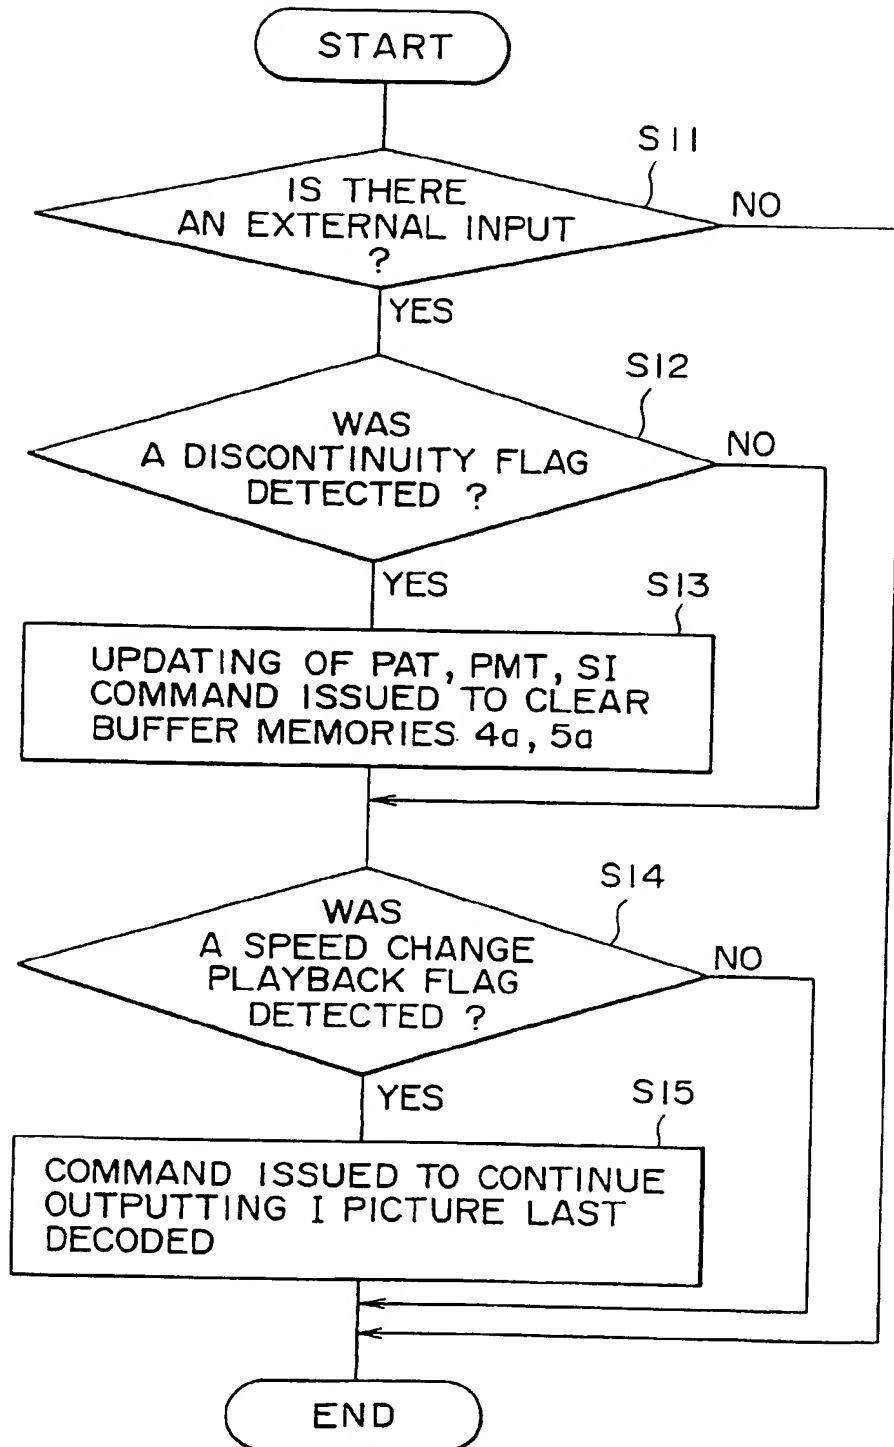 START
S11
IS THERE
AN EXTERNAL INPUT
?
NO
YES
S12
WAS
A DISCONTINUITY FLAG
DETECTED ?
NO
YES
S13
UPDATING OF PAT, PMT, SI
COMMAND ISSUED TO CLEAR
BUFFER MEMORIES 4a, 5a
S14
WAS
A SPEED CHANGE
PLAYBACK FLAG
DETECTED ?
NO
YES
S15
COMMAND ISSUED TO CONTINUE
OUTPUTTING I PICTURE LAST
DECODED
END